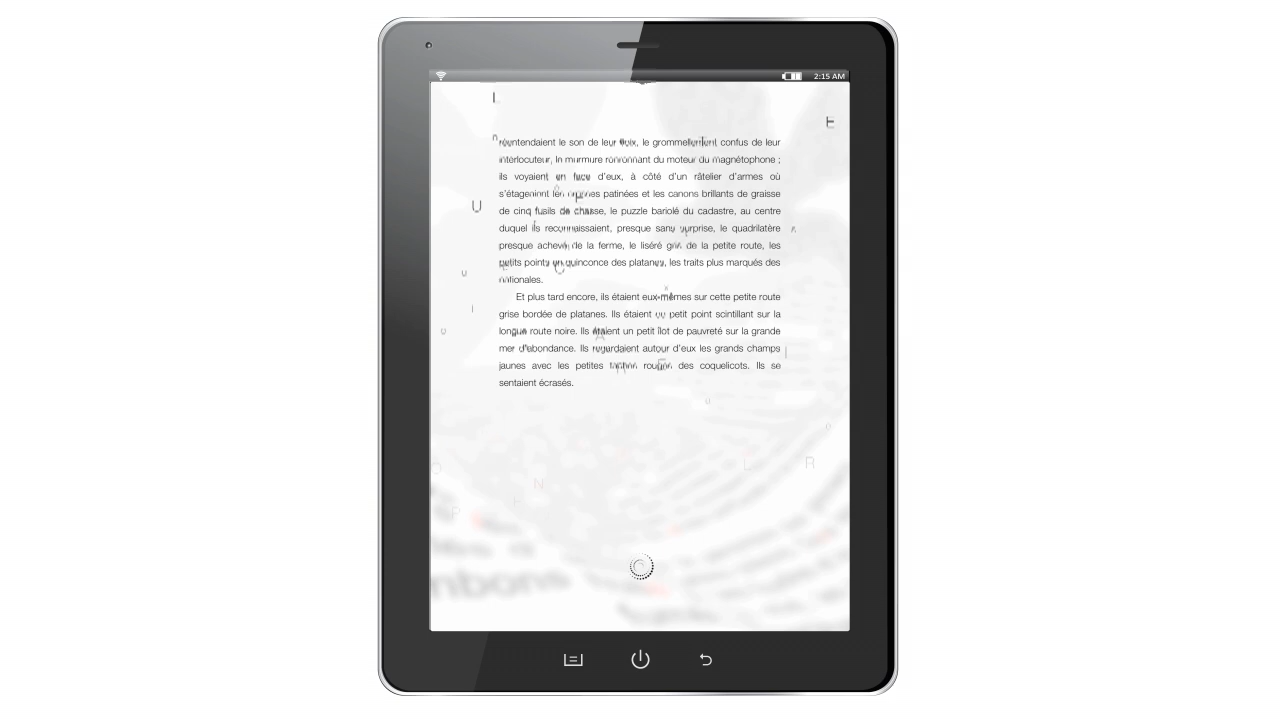 2:15 AM
L
E
réentendaient le son de leur voix, le grommellement confus de leur
interlocuteur, le murmure ronronnant du moteur du magnétophone ;
ils voyaient en face d'eux, à côté d'un râtelier d'armes où
s'étageaient les crosses patinées et les canons brillants de graisse
de cinq fusils de chasse, le puzzle bariolé du cadastre, au centre
U
duquel ils reconnaissaient, presque sans surprise, le quadrilatère
presque achevé de la ferme, le liséré gris de la petite route, les
petits points en quinconce des platanes, les traits plus marqués des
nationales.
Et plus tard encore, ils étaient eux-mêmes sur cette petite route
grise bordée de platanes. Ils étaient ce petit point scintillant sur la
longue route noire. Ils étaient un petit îlot de pauvreté sur la grande
mer d'abondance. Ils regardaient autour d'eux les grands champs
jaunes avec les petites taches rouges des coquelicots. Ils se
sentaient écrasés.
L R
N
P
nbons